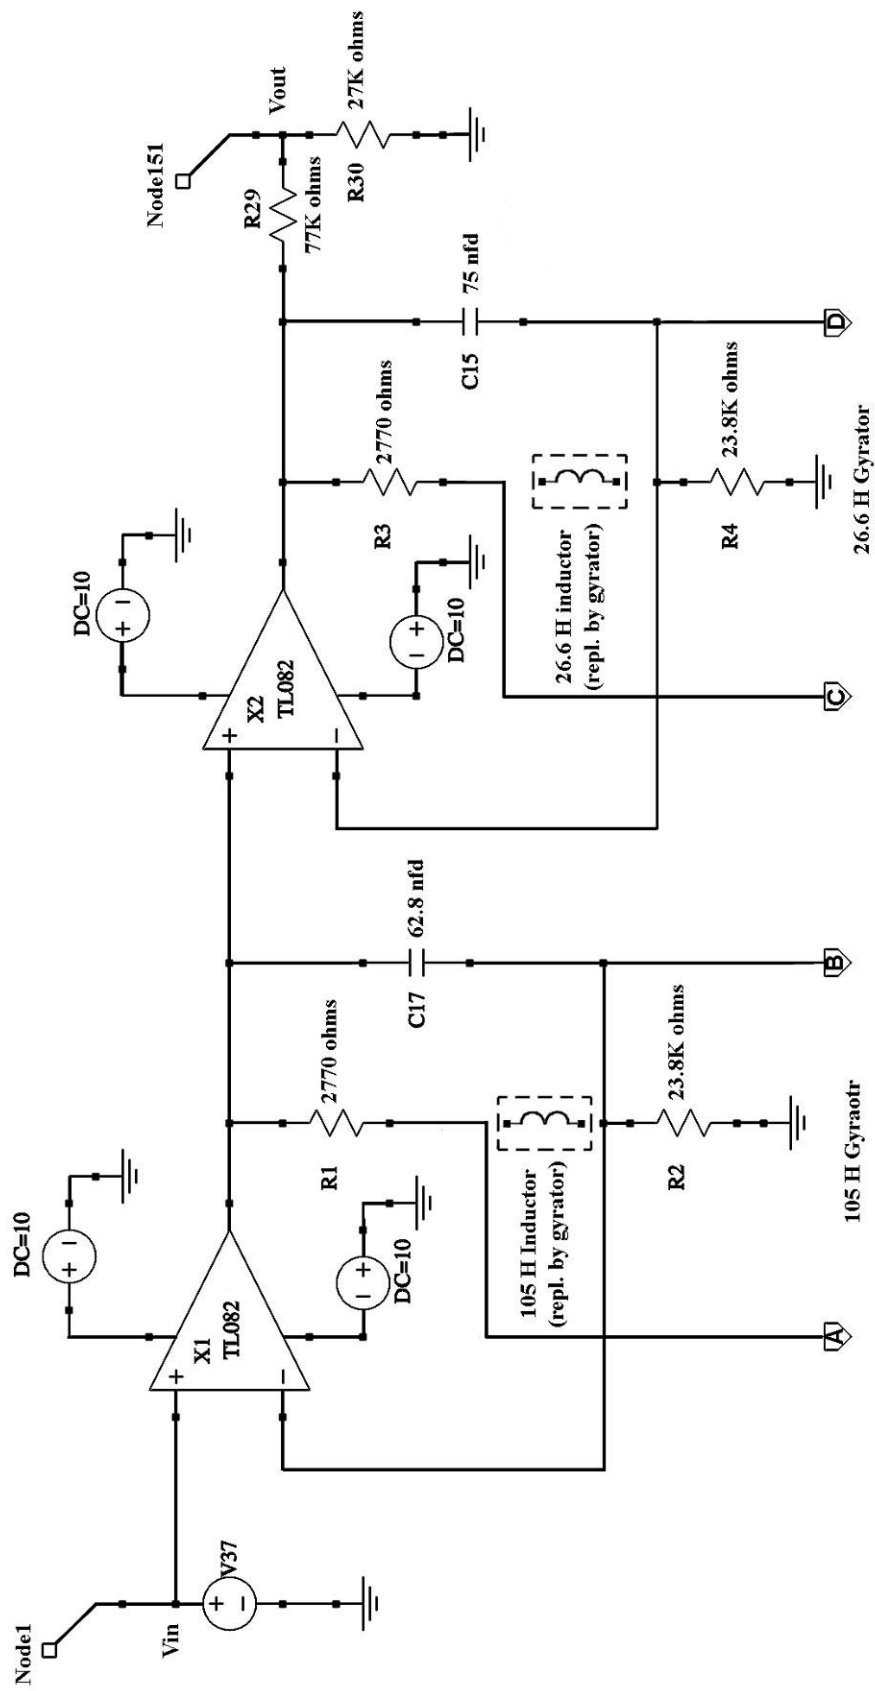 Node1
Vin
V37
DC=10
X1
TL082
DC=10
R1
2770 ohms
105 H Inductor
(repl. by gyrator)
R2
23.8K ohms
A
105 H Gyraotr
C17
62.8 nfd
B
DC=10
X2
TL082
DC=10
R3
2770 ohms
26.6 H inductor
(repl. by gyrator)
C
R4
23.8K ohms
26.6 H Gyrator
C15
75 nfd
D
Node151
Vout
R29
77K ohms
R30
27K ohms
+
−
+
−
+
−
−
+
+
−
+
−
−
+